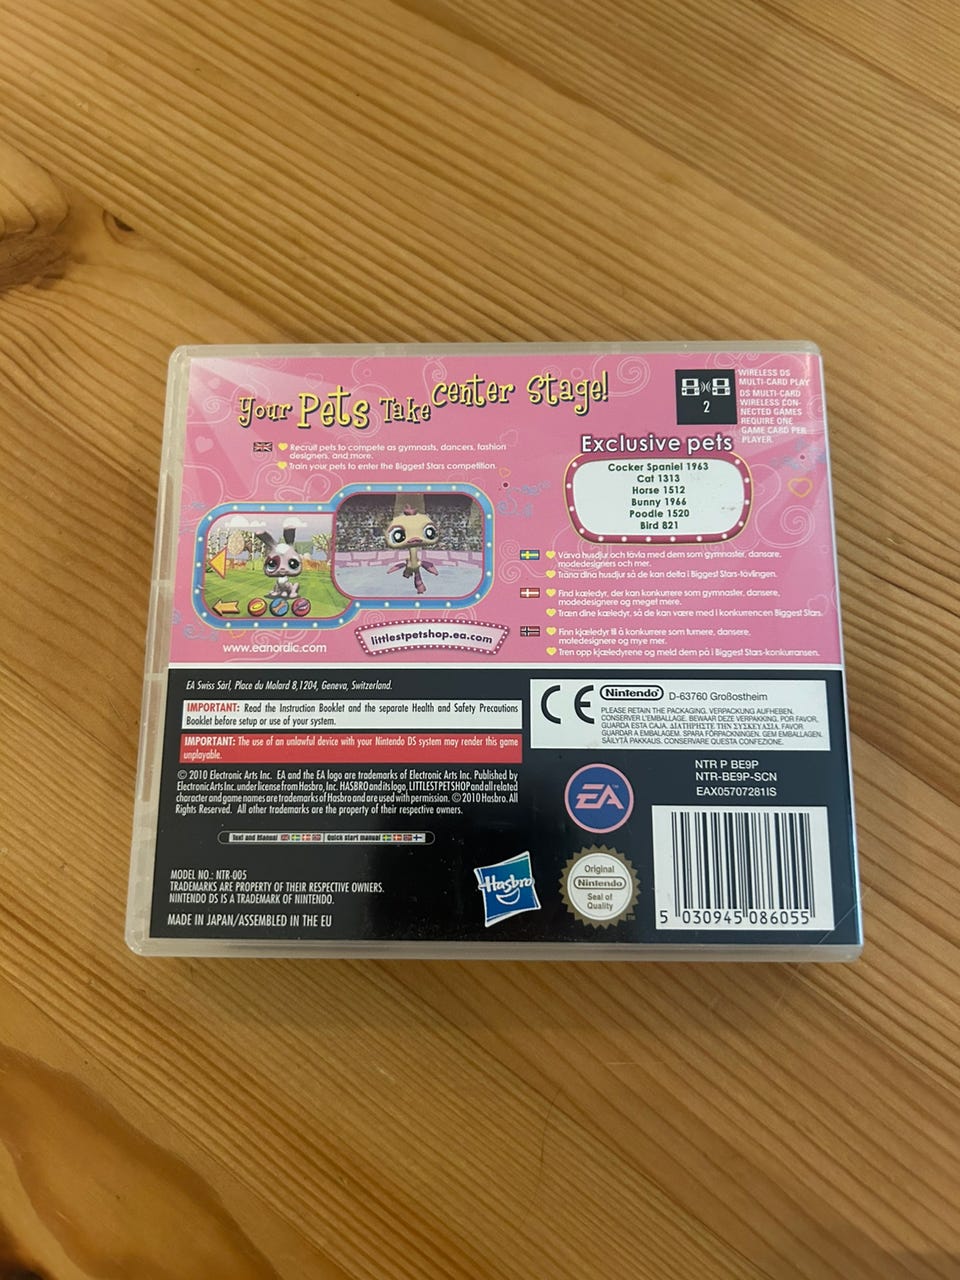 Your Pets Take center Stage!
Recruit pets to compete as gymnasts, dancers, fashion
designers, and more.
Train your pets to enter the Biggest Stars competition.
2
WIRELESS DS
MULTI-CARD PLAY
DS MULTI-CARD
WIRELESS CON-
NECTED GAMES
REQUIRE ONE
GAME CARD PER
PLAYER.
Exclusive pets
Cocker Spaniel 1963
Cat 1313
Horse 1512
Bunny 1966
Poodle 1520
Bird 821
Värva husdjur och tävla med dem som gymnaster, dansare,
modedesigners och mer.
Träna dina husdjur så de kan delta i Biggest Stars-tävlingen.
Find kæledyr, der kan konkurrere som gymnaster, dansere,
modedesignere og meget mere.
Træn dine kæledyr, så de kan være med i konkurrencen Biggest Stars.
Finn kjæledyr til å konkurrere som turnere, dansere,
motedesignere og mye mer.
Tren opp kjæledyrene og meld dem på i Biggest Stars-konkurransen.
www.eanordic.com
littlestpetshop.ea.com
EA Swiss Sàrl, Place du Molard 8,1204, Geneva, Switzerland.
IMPORTANT: Read the Instruction Booklet and the separate Health and Safety Precautions
Booklet before setup or use of your system.
IMPORTANT: The use of an unlawful device with your Nintendo DS system may render this game
unplayable.
© 2010 Electronic Arts Inc. EA and the EA logo are trademarks of Electronic Arts Inc. Published by
Electronic Arts Inc. under license from Hasbro, Inc. HASBRO and its logo, LITTLEST PETSHOP and all related
character and game names are trademarks of Hasbro and are used with permission. © 2010 Hasbro. All
Rights Reserved. All other trademarks are the property of their respective owners.
Text and Manual Quick start manual
MODEL NO.: NTR-005
TRADEMARKS ARE PROPERTY OF THEIR RESPECTIVE OWNERS.
NINTENDO DS IS A TRADEMARK OF NINTENDO.
MADE IN JAPAN/ASSEMBLED IN THE EU
CE
Nintendo D-63760 Großostheim
PLEASE RETAIN THE PACKAGING. VERPACKUNG AUFHEBEN.
CONSERVER L'EMBALLAGE. BEWAAR DEZE VERPAKKING. POR FAVOR,
GUARDA ESTA CAJA. ΔΙΑΤΗΡΗΣΤΕ ΤΗΝ ΣΥΣΚΕΥΑΣΙΑ. FAVOR
GUARDAR A EMBALAGEM. SPARA FÖRPACKNINGEN. GEM EMBALLAGEN.
SÄILYTÄ PAKKAUS. CONSERVARE QUESTA CONFEZIONE.
NTR P BE9P
NTR-BE9P-SCN
EAX05707281IS
EA
Hasbro
Original
Nintendo
Seal of
Quality
5 030945 086055